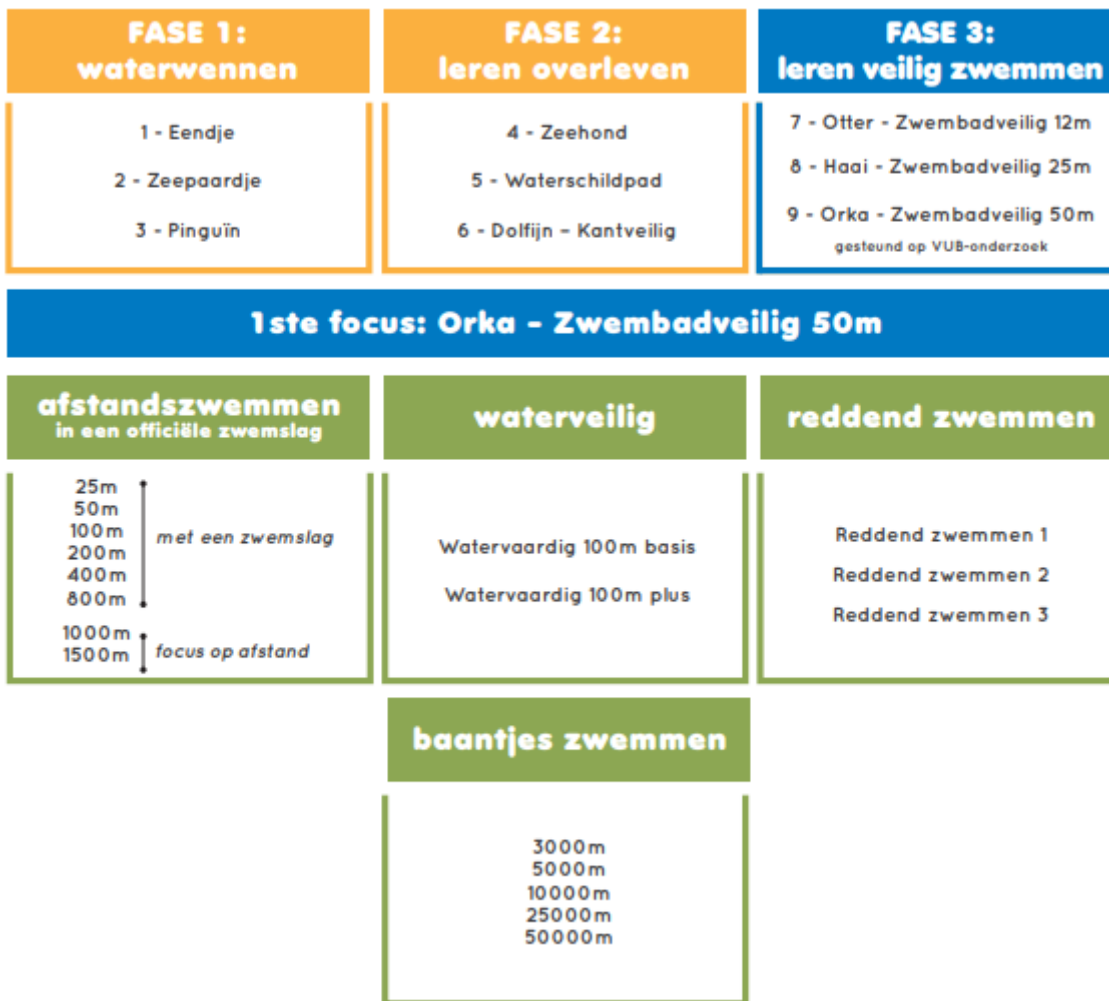 FASE 1:
waterwennen
1 - Eendje
2 - Zeepaardje
3 - Pinguïn
FASE 2:
leren overleven
4 - Zeehond
5 - Waterschildpad
6 - Dolfijn – Kantveilig
FASE 3:
leren veilig zwemmen
7 - Otter - Zwembadveilig 12m
8 - Haai - Zwembadveilig 25m
9 - Orka - Zwembadveilig 50m
gesteund op VUB-onderzoek
1ste focus: Orka – Zwembadveilig 50m
afstandszwemmen
in een officiële zwemslag
25m
50m
100m
200m
400m
800m
met een zwemslag
1000m
1500m
focus op afstand
waterveilig
Watervaardig 100m basis
Watervaardig 100m plus
reddend zwemmen
Reddend zwemmen 1
Reddend zwemmen 2
Reddend zwemmen 3
baantjes zwemmen
3000m
5000m
10000m
25000m
50000m